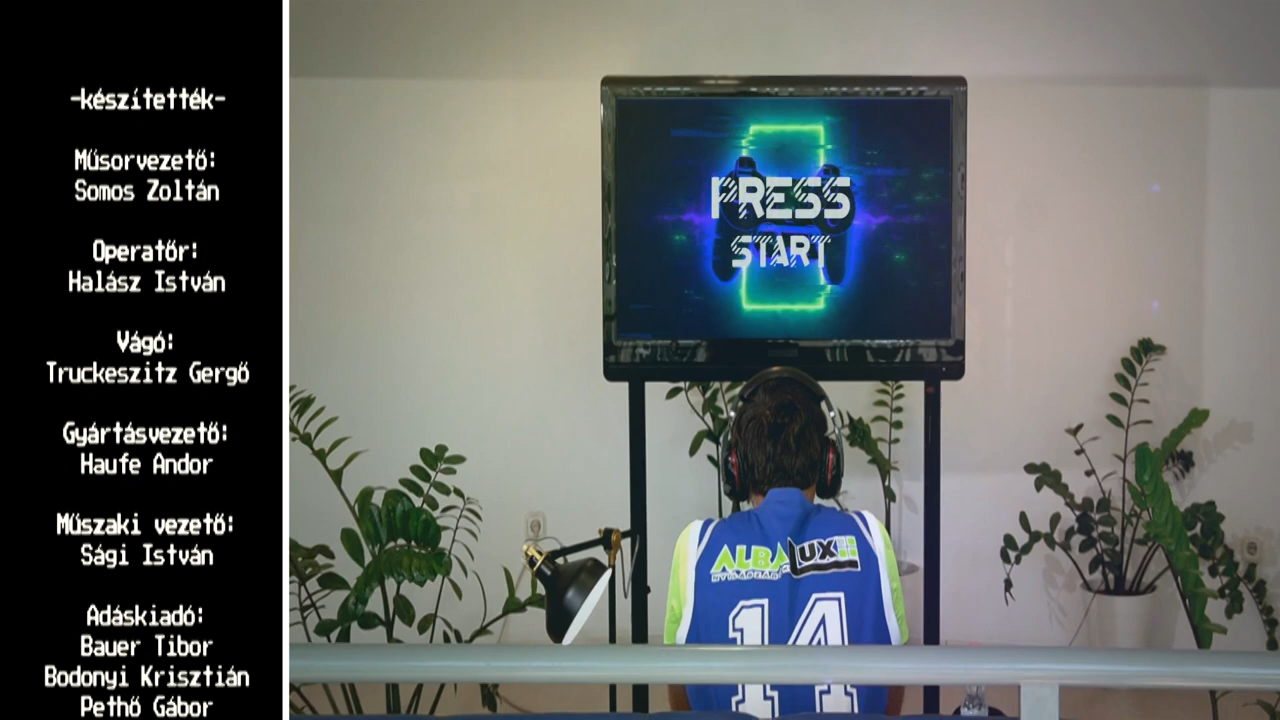 -készítették-
Műsorvezető:
Somos Zoltán
Operatőr:
Halász István
Vágó:
Truckeszitz Gergő
Gyártásvezető:
Haufe Andor
Műszaki vezető:
Sági István
Adáskiadó:
Bauer Tibor
Bodonyi Krisztián
Pethő Gábor
PRESS
START
ALBA
LUX
14